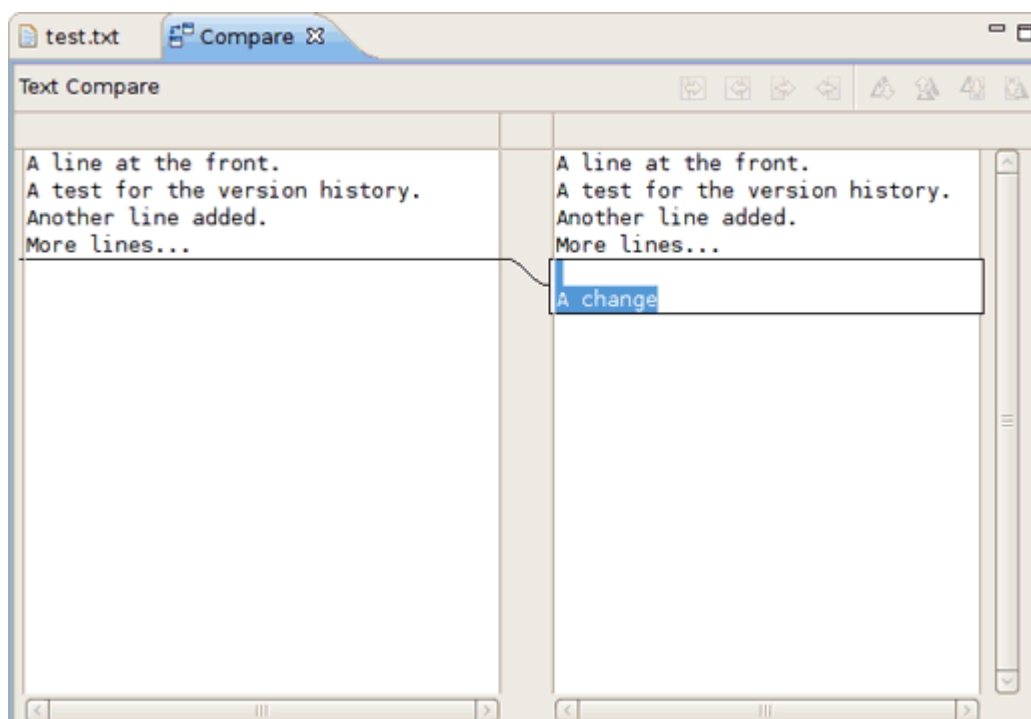 test.txt Compare
Text Compare
A line at the front.
A test for the version history.
Another line added.
More lines...
A line at the front.
A test for the version history.
Another line added.
More lines...
A change